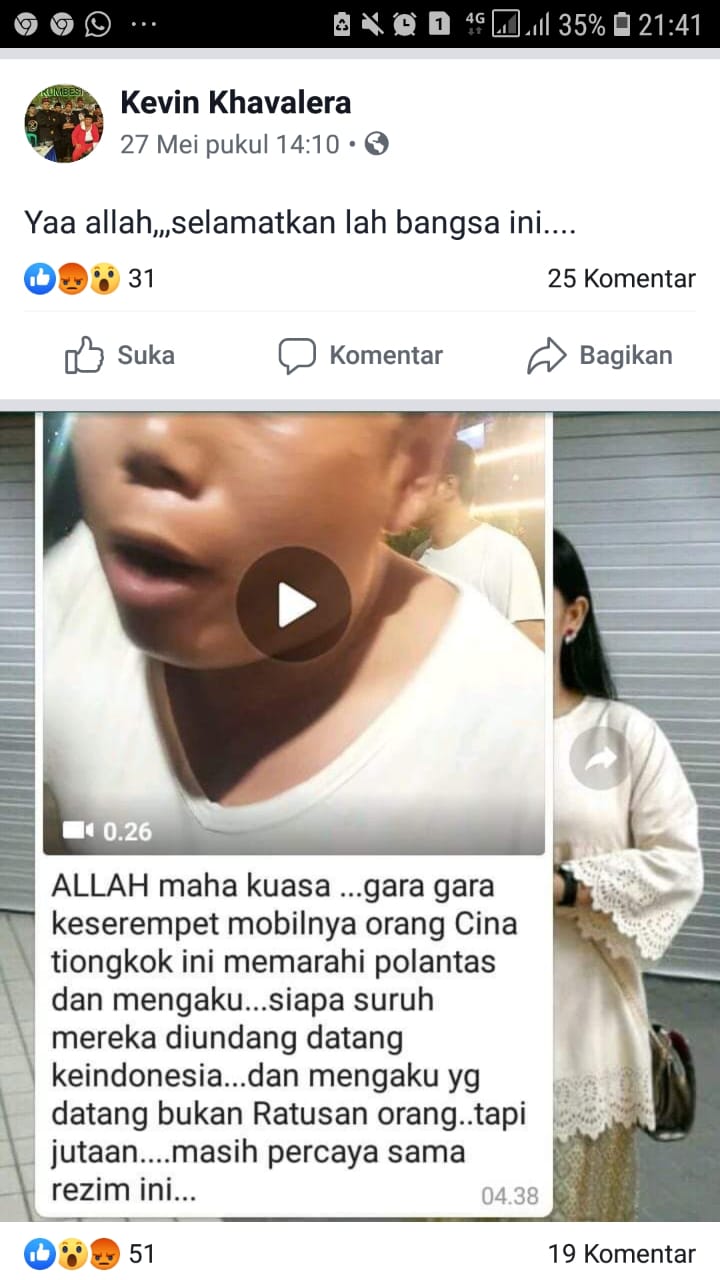 1 4G 35% 21:41
KUMBESI
Kevin Khavalera
27 Mei pukul 14:10 •
Yaa allah,,,selamatkan lah bangsa ini....
31 25 Komentar
Suka Komentar Bagikan
0.26
ALLAH maha kuasa ...gara gara
keserempet mobilnya orang Cina
tiongkok ini memarahi polantas
dan mengaku...siapa suruh
mereka diundang datang
keindonesia...dan mengaku yg
datang bukan Ratusan orang..tapi
jutaan....masih percaya sama
rezim ini...
04.38
51 19 Komentar